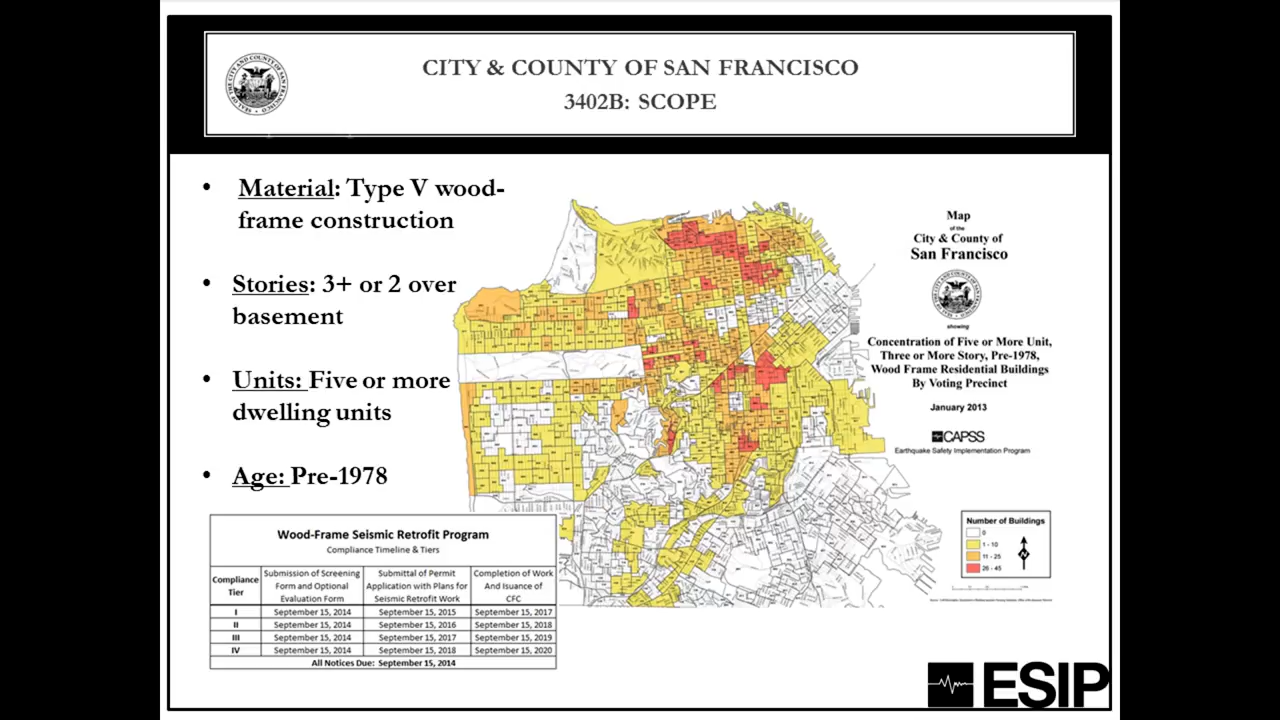 CITY & COUNTY OF SAN FRANCISCO
3402B: SCOPE
• Material: Type V wood-
frame construction
• Stories: 3+ or 2 over
basement
• Units: Five or more
dwelling units
• Age: Pre-1978
Map
of the
City & County of
San Francisco
showing
Concentration of Five or More Unit,
Three or More Story, Pre-1978,
Wood Frame Residential Buildings
By Voting Precinct
January 2013
CAPSS
Earthquake Safety Implementation Program
Number of Buildings
0
1 - 10
11 - 25
26 - 45
N
Wood-Frame Seismic Retrofit Program
Compliance Timeline & Tiers
Compliance Tier | Submission of Screening Form and Optional Evaluation Form | Submittal of Permit Application with Plans for Seismic Retrofit Work | Completion of Work And Isuance of CFC
I September 15, 2014 September 15, 2015 September 15, 2017
II September 15, 2014 September 15, 2016 September 15, 2018
III September 15, 2014 September 15, 2017 September 15, 2019
IV September 15, 2014 September 15, 2018 September 15, 2020
All Notices Due: September 15, 2014
ESIP